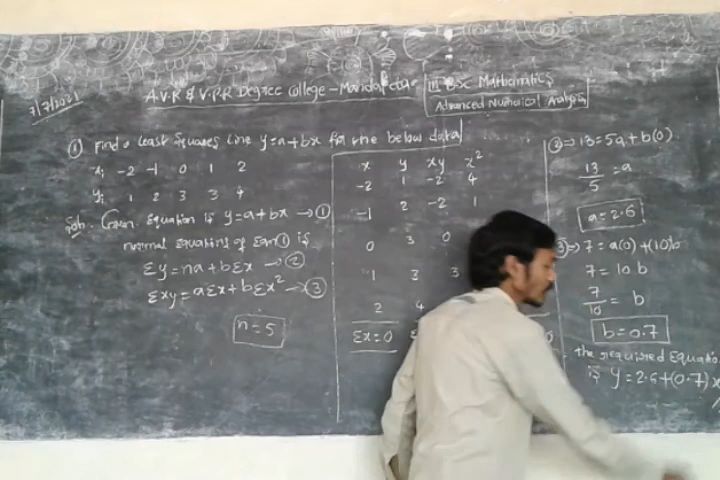 7/7/2021
A.V.R & V.P.R Degree College - Mandapeta
III BSc Mathematics
Advanced Numerical Analysis
① Find a Least Squares Line y=a+bx for the below data
xᵢ -2 -1 0 1 2
yᵢ 1 2 3 3 4
Soln. Given Equation is y=a+bx → ①
normal Equations of Eqn ① is
Σy=na+bΣx → ②
Σxy=aΣx+bΣx² → ③
n=5
x y xy x²
-2 1 -2 4
-1 2 -2 1
0 3 0
1 3 3
2 4
Σx=0
②⇒ 13=5a+b(0)
13/5 = a
a=2.6
③⇒ 7=a(0)+(10)b
7=10b
7/10 = b
b=0.7
the required Equation
is y=2.6+(0.7)x